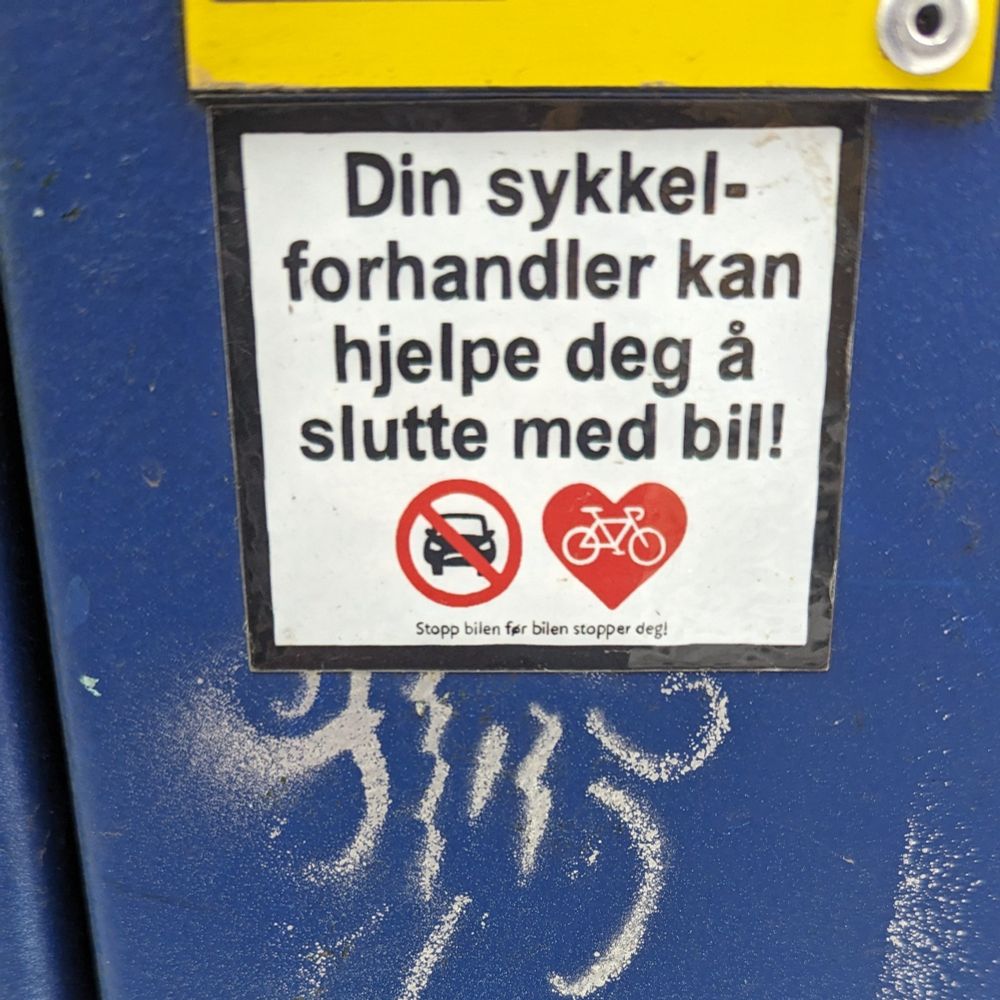 Din sykkel-
forhandler kan
hjelpe deg å
slutte med bil!
Stopp bilen før bilen stopper deg!